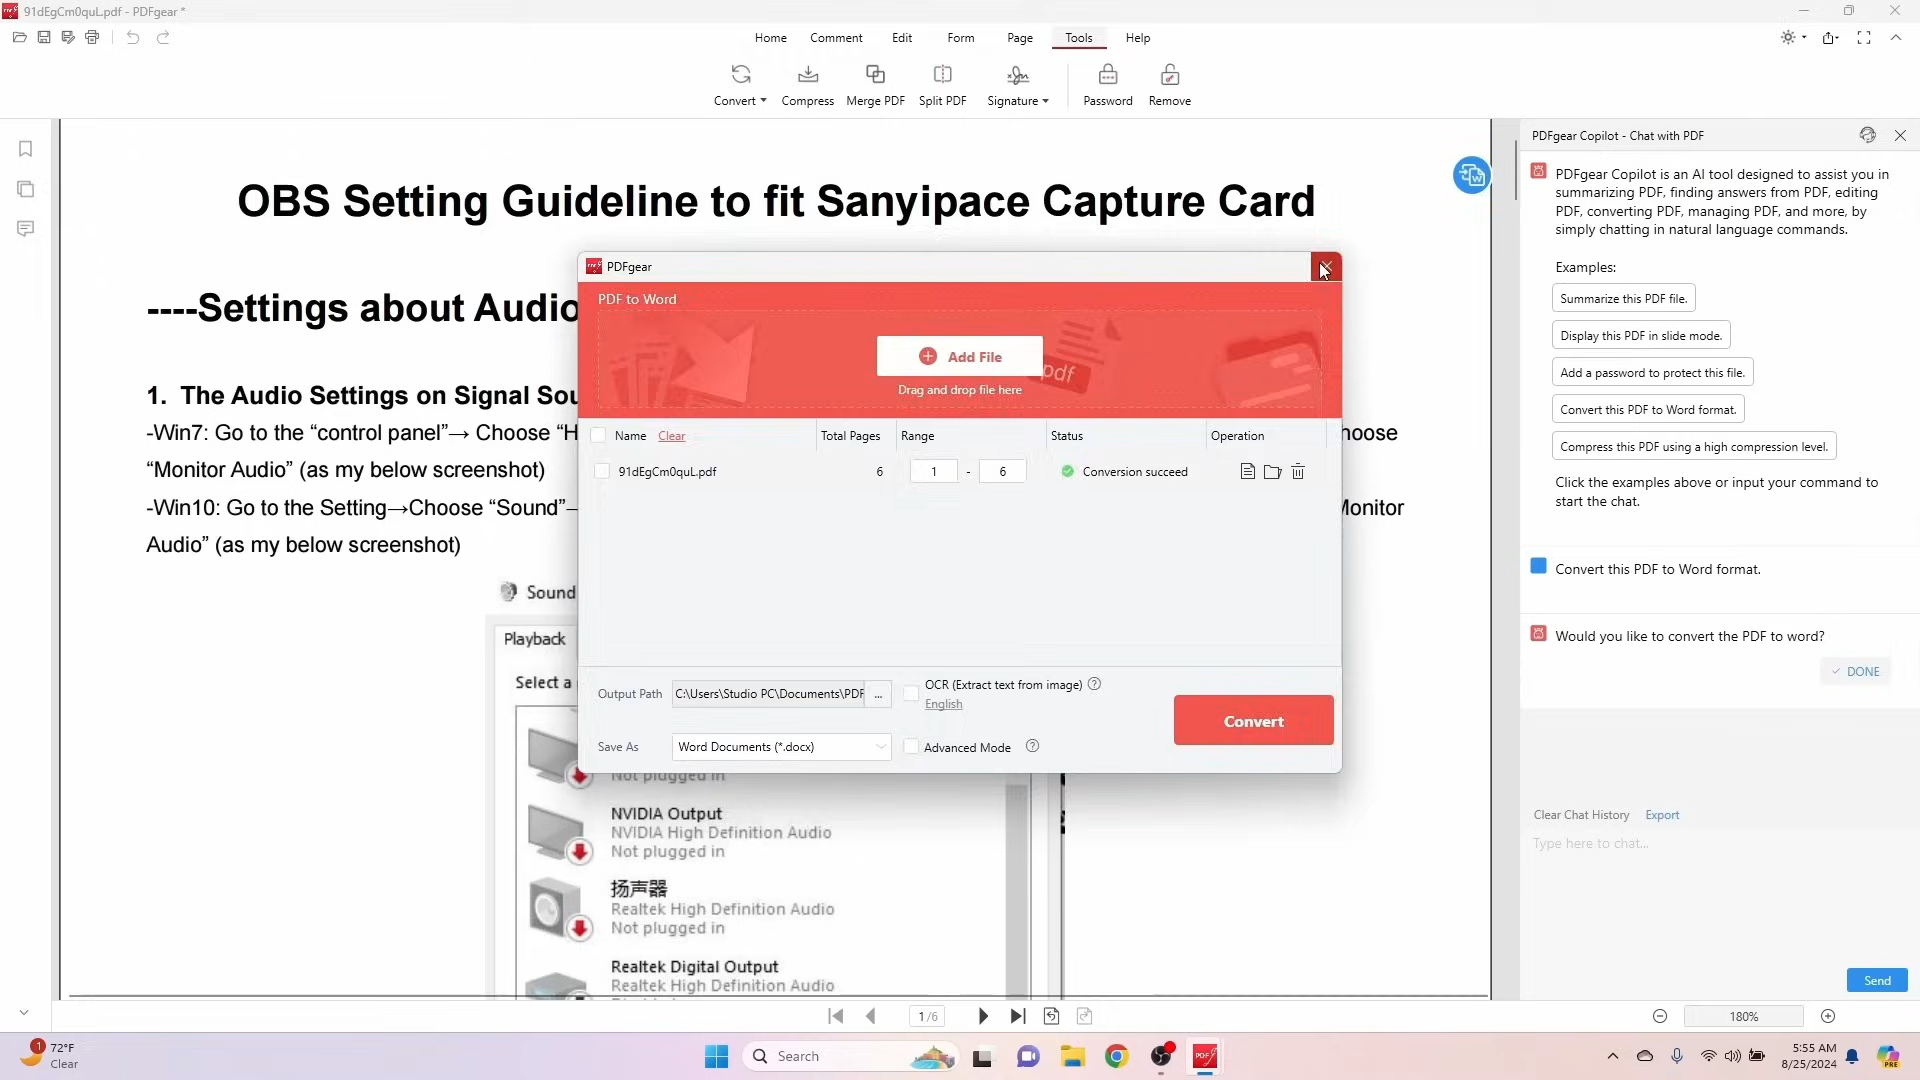 91dEgCm0quL.pdf - PDFgear *
Home Comment Edit Form Page Tools Help
Convert Compress Merge PDF Split PDF Signature Password Remove
OBS Setting Guideline to fit Sanyipace Capture Card
----Settings about Audio
1. The Audio Settings on Signal Sou
-Win7: Go to the “control panel”→ Choose “H hoose
“Monitor Audio” (as my below screenshot)
-Win10: Go to the Setting→Choose “Sound”– Monitor
Audio” (as my below screenshot)
Sound
Playback
Select a
Not plugged in
NVIDIA Output
NVIDIA High Definition Audio
Not plugged in
扬声器
Realtek High Definition Audio
Not plugged in
Realtek Digital Output
Realtek High Definition Audio
PDFgear
PDF to Word
Add File
pdf
Drag and drop file here
Name Clear Total Pages Range Status Operation
91dEgCm0quL.pdf 6 1 - 6 Conversion succeed
Output Path C:\Users\Studio PC\Documents\PDF ... OCR (Extract text from image)
English
Convert
Save As Word Documents (*.docx) Advanced Mode
PDFgear Copilot - Chat with PDF
PDFgear Copilot is an AI tool designed to assist you in
summarizing PDF, finding answers from PDF, editing
PDF, converting PDF, managing PDF, and more, by
simply chatting in natural language commands.
Examples:
Summarize this PDF file.
Display this PDF in slide mode.
Add a password to protect this file.
Convert this PDF to Word format.
Compress this PDF using a high compression level.
Click the examples above or input your command to
start the chat.
Convert this PDF to Word format.
Would you like to convert the PDF to word?
DONE
Clear Chat History Export
Type here to chat...
Send
1 /6
180%
1
72°F
Clear
Search
PDF
5:55 AM
8/25/2024
PRE